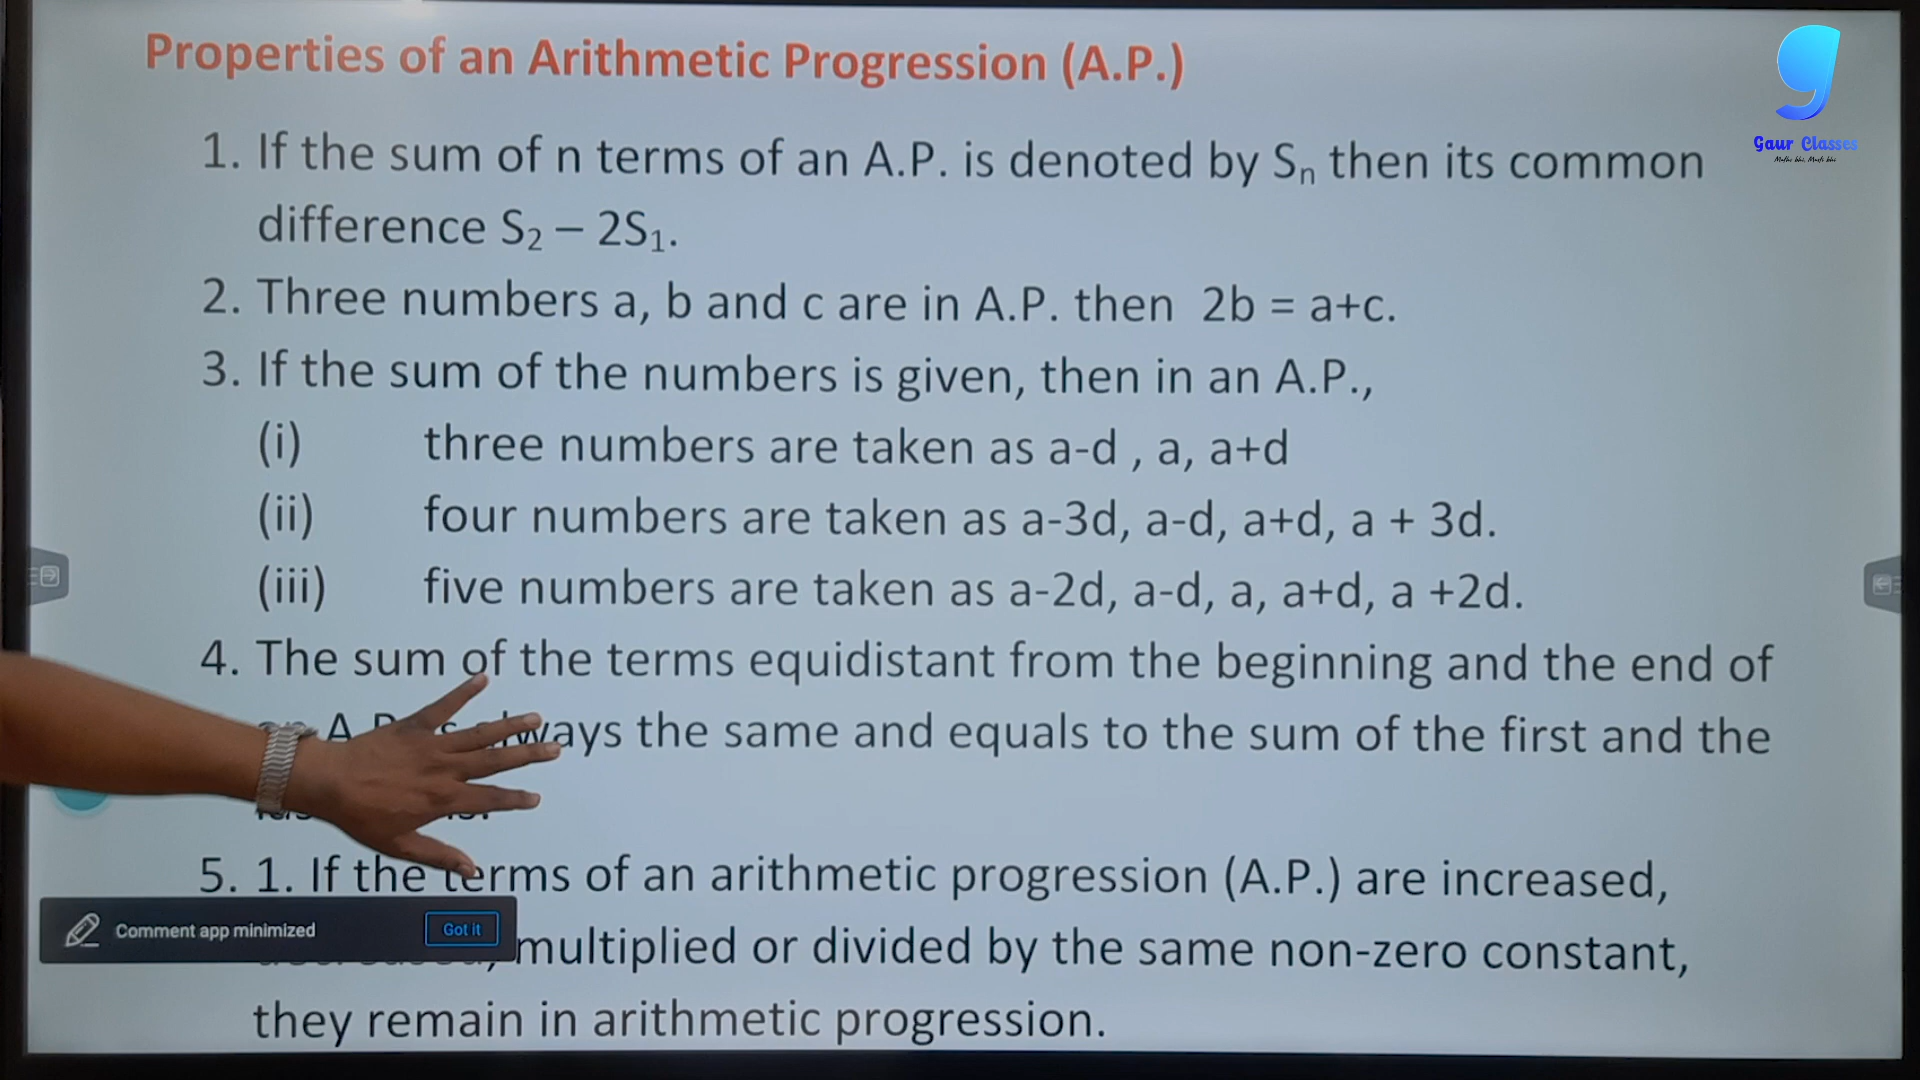 Properties of an Arithmetic Progression (A.P.)
Gaur Classes
1. If the sum of n terms of an A.P. is denoted by Sₙ then its common
difference S₂ – 2S₁.
2. Three numbers a, b and c are in A.P. then 2b = a+c.
3. If the sum of the numbers is given, then in an A.P.,
(i) three numbers are taken as a-d , a, a+d
(ii) four numbers are taken as a-3d, a-d, a+d, a + 3d.
(iii) five numbers are taken as a-2d, a-d, a, a+d, a +2d.
4. The sum of the terms equidistant from the beginning and the end of
always the same and equals to the sum of the first and the
5. 1. If the terms of an arithmetic progression (A.P.) are increased,
Comment app minimized Got it
multiplied or divided by the same non-zero constant,
they remain in arithmetic progression.